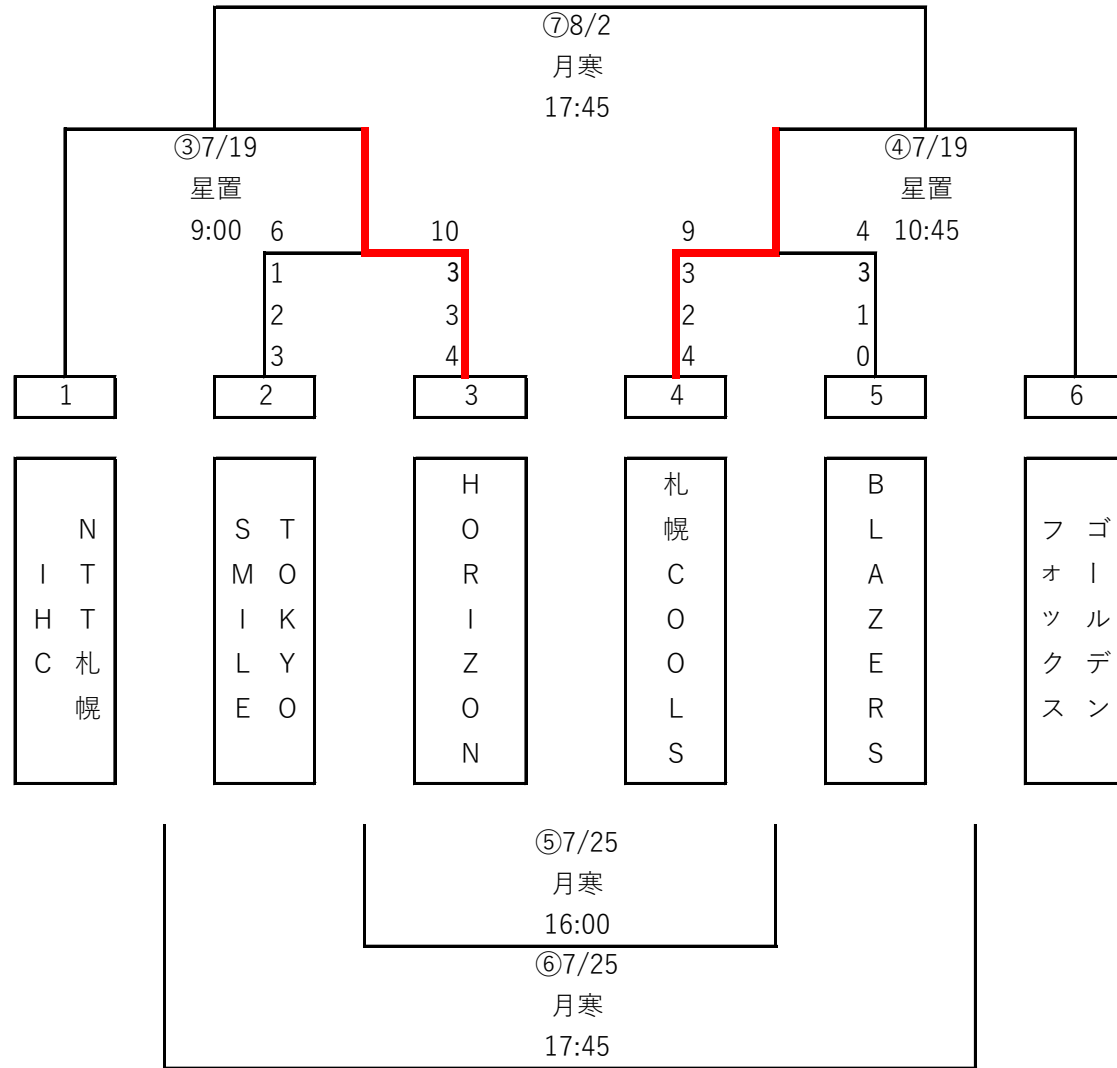 ⑦8/2
月寒
17:45
③7/19
星置
9:00
④7/19
星置
10:45
6 10
1 3
2 3
3 4
9 4
3 3
2 1
4 0
1 2 3 4 5 6
NTT札幌
IHC
TOKYO
SMILE
HORIZON
札幌COOLS
BLAZERS
ゴールデン
フォックス
⑤7/25
月寒
16:00
⑥7/25
月寒
17:45